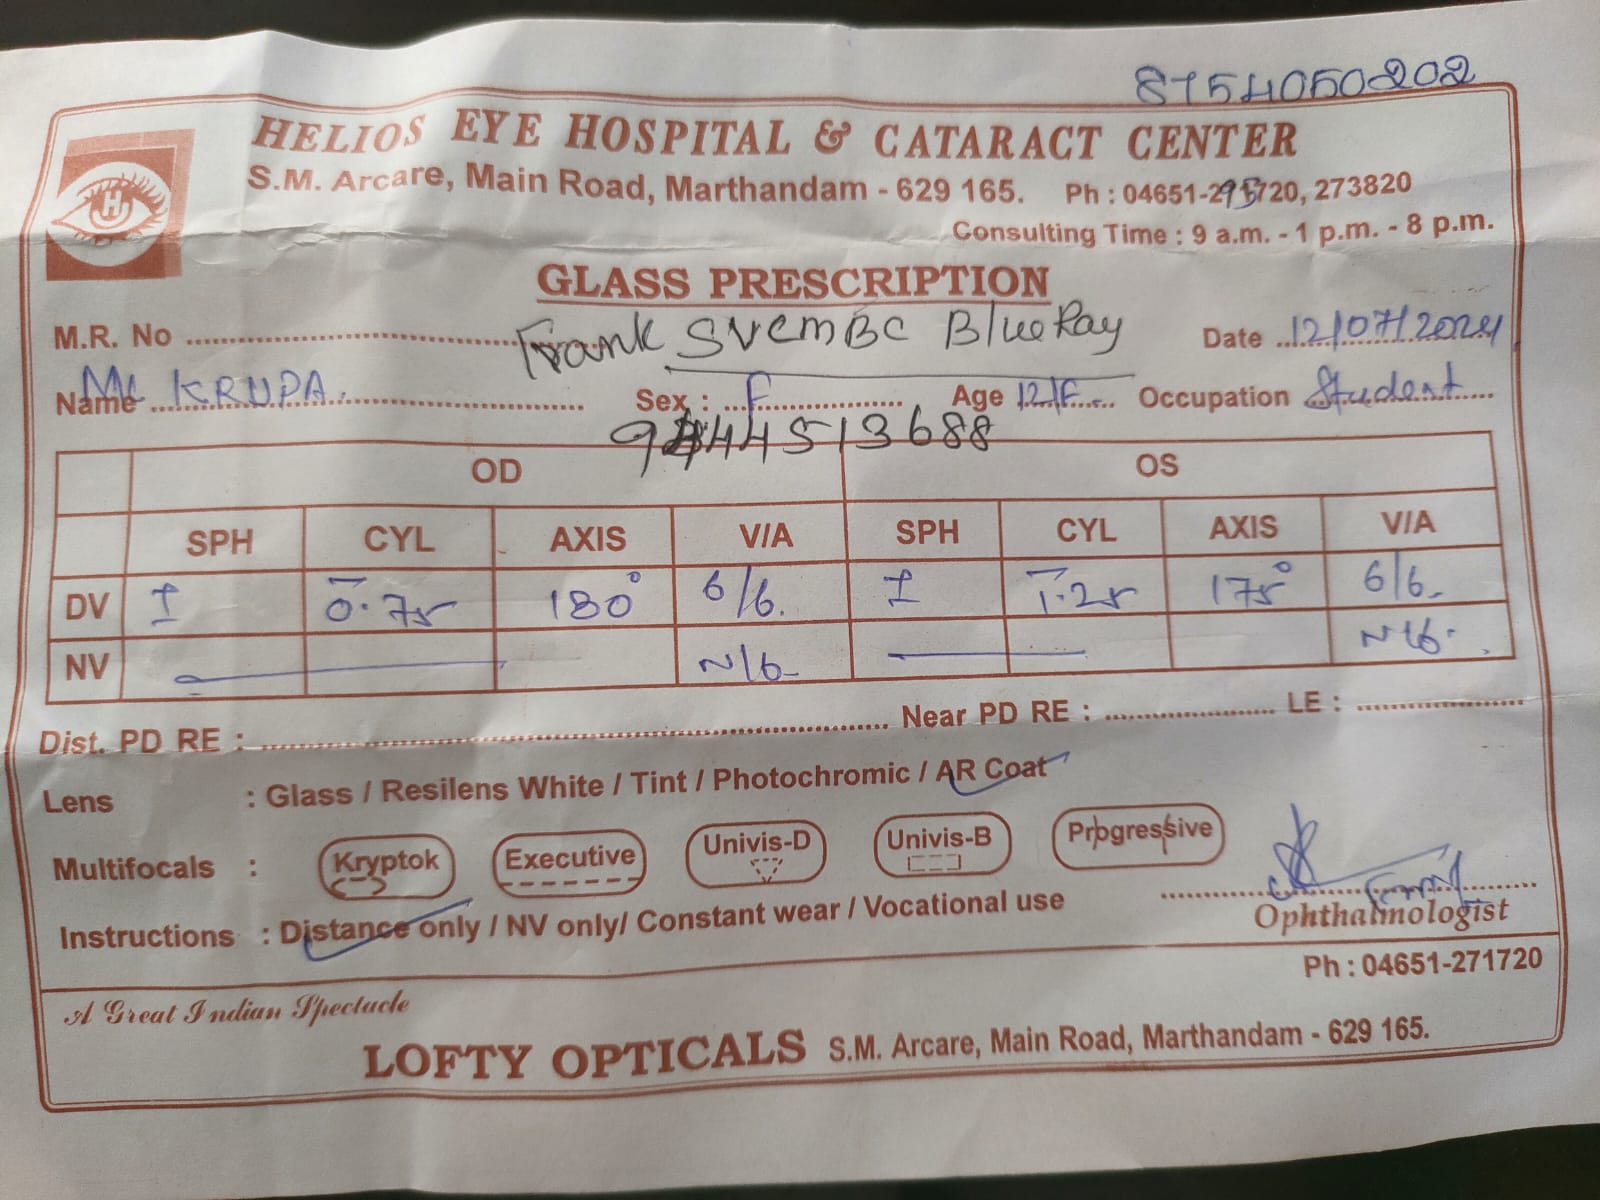 8754050202
HELIOS EYE HOSPITAL & CATARACT CENTER
S.M. Arcare, Main Road, Marthandam - 629 165. Ph : 04651-295720, 273820
Consulting Time : 9 a.m. - 1 p.m. - 8 p.m.
H
GLASS PRESCRIPTION
M.R. No Frank SVCMBC BlueRay Date 12/07/2024
Name KRUPA. Sex : F Age 12/F Occupation Student
9444513688
OD OS
SPH CYL AXIS V/A SPH CYL AXIS V/A
DV -0.75 180° 6/6. -1.25 175° 6/6
NV — N/6 — N/6.
Dist. PD RE : Near PD RE : LE :
Lens : Glass / Resilens White / Tint / Photochromic / AR Coat
Multifocals : Kryptok Executive Univis-D Univis-B Progressive
Ophthalmologist
Instructions : Distance only / NV only/ Constant wear / Vocational use
Ph : 04651-271720
A Great Indian Spectacle
LOFTY OPTICALS S.M. Arcare, Main Road, Marthandam - 629 165.